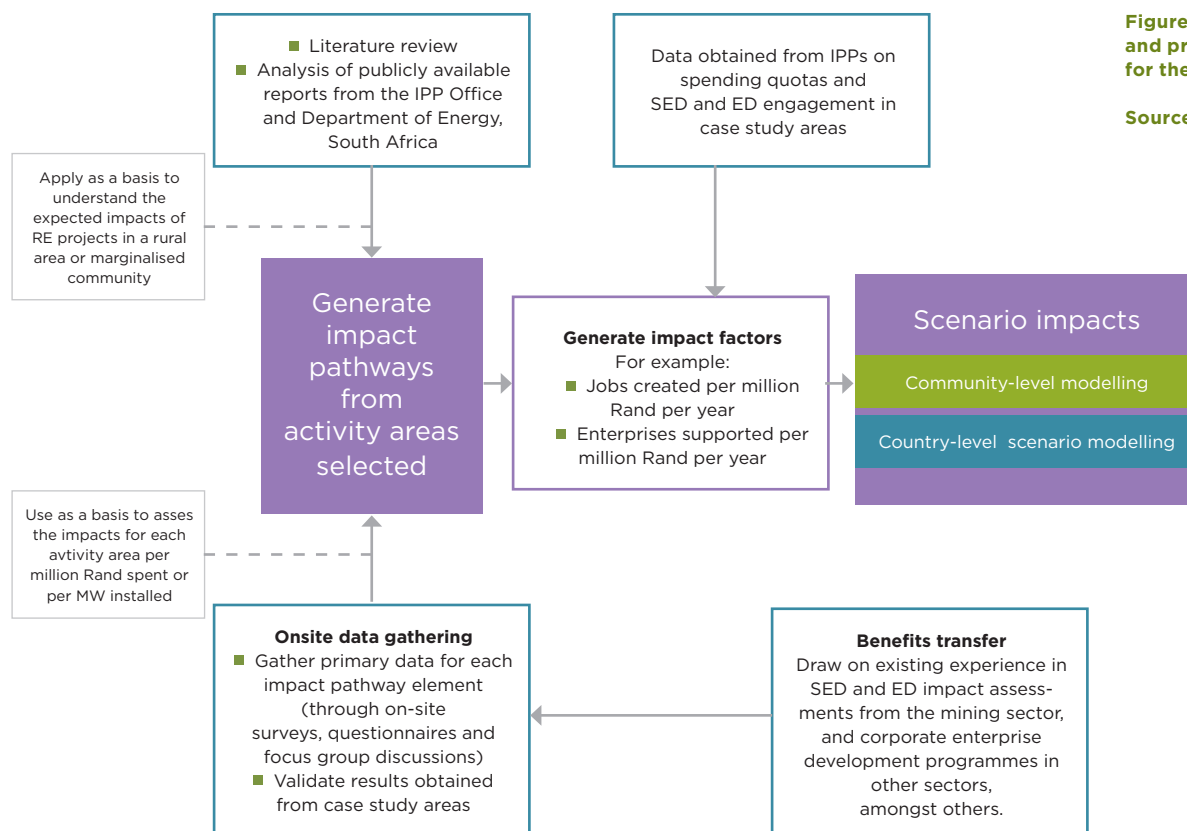 Literature review
Analysis of publicly available
reports from the IPP Office
and Department of Energy,
South Africa
Data obtained from IPPs on
spending quotas and
SED and ED engagement in
case study areas
Figure
and pr
for the
Source
Apply as a basis to
understand the
expected impacts of
RE projects in a rural
area or marginalised
community
Generate
impact
pathways
from
activity areas
selected
Generate impact factors
For example:
Jobs created per million
Rand per year
Enterprises supported per
million Rand per year
Scenario impacts
Community-level modelling
Country-level scenario modelling
Use as a basis to asses
the impacts for each
avtivity area per
million Rand spent or
per MW installed
Onsite data gathering
Gather primary data for each
impact pathway element
(through on-site
surveys, questionnaires and
focus group discussions)
Validate results obtained
from case study areas
Benefits transfer
Draw on existing experience in
SED and ED impact assess-
ments from the mining sector,
and corporate enterprise
development programmes in
other sectors,
amongst others.